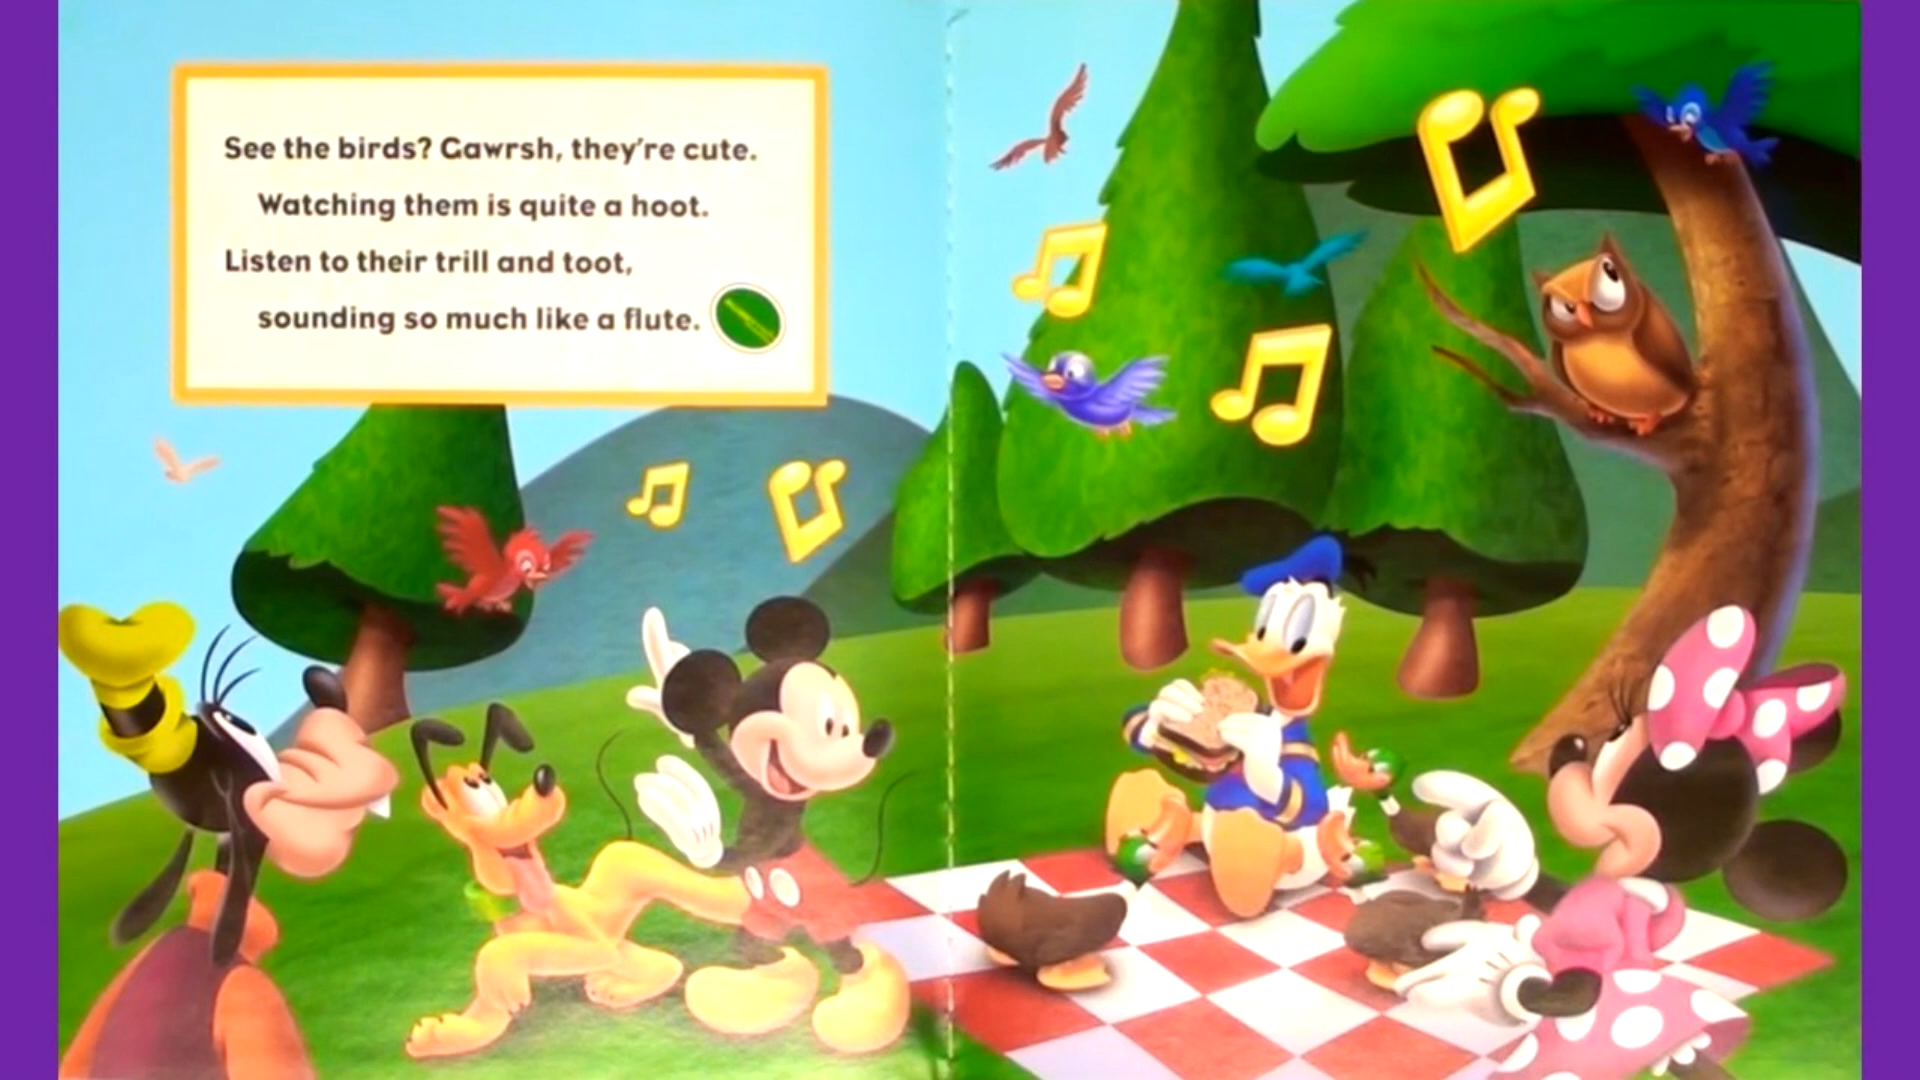 See the birds? Gawrsh, they're cute.
Watching them is quite a hoot.
Listen to their trill and toot,
sounding so much like a flute.